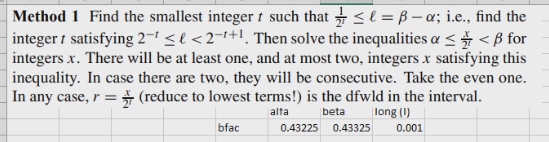 Method 1 Find the smallest integer t such that 1/2^t ≤ ℓ = β − α; i.e., find the
integer t satisfying 2^−t ≤ ℓ < 2^−t+1. Then solve the inequalities α ≤ x/2^t < β for
integers x. There will be at least one, and at most two, integers x satisfying this
inequality. In case there are two, they will be consecutive. Take the even one.
In any case, r = x/2^t (reduce to lowest terms!) is the dfwld in the interval.
alfa beta long (l)
bfac 0.43225 0.43325 0.001